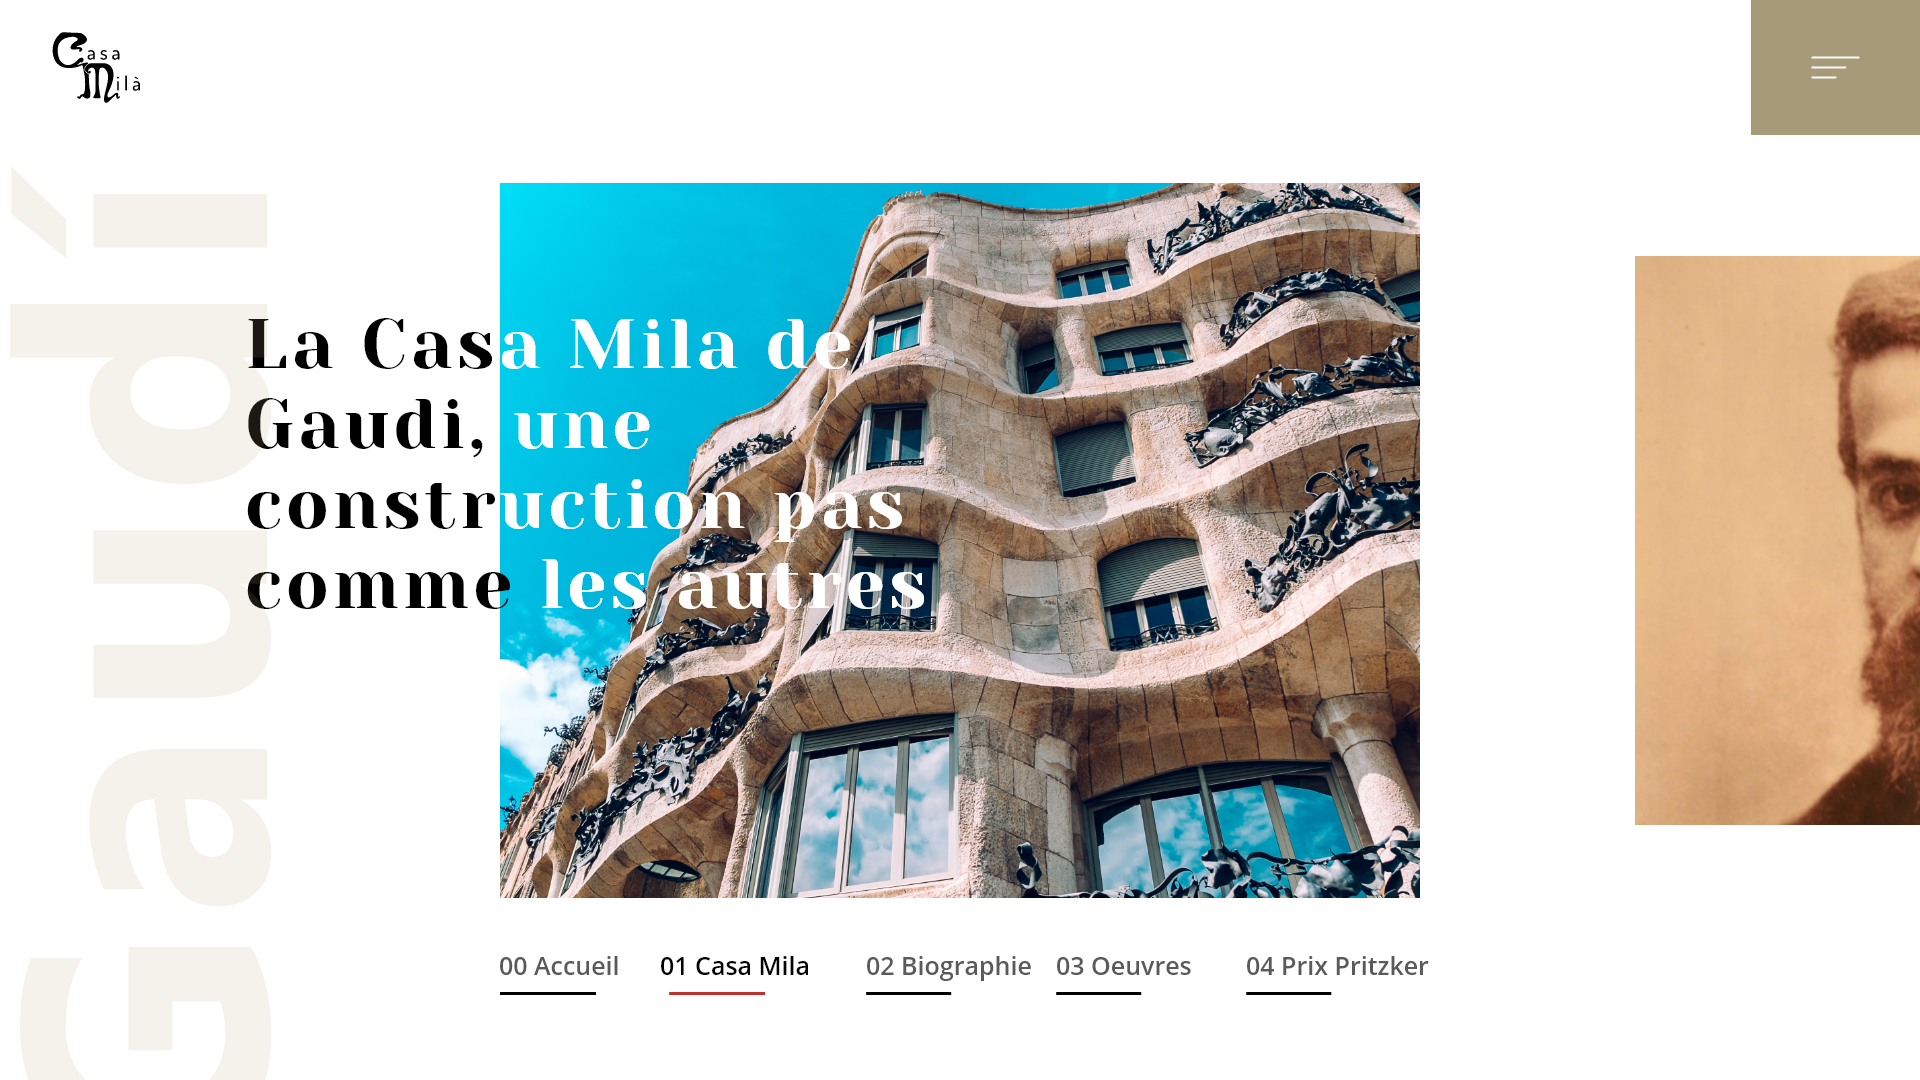 Casa
Milà
Gaudí
La Casa Mila de
Gaudi, une
construction pas
comme les autres
00 Accueil
01 Casa Mila
02 Biographie
03 Oeuvres
04 Prix Pritzker